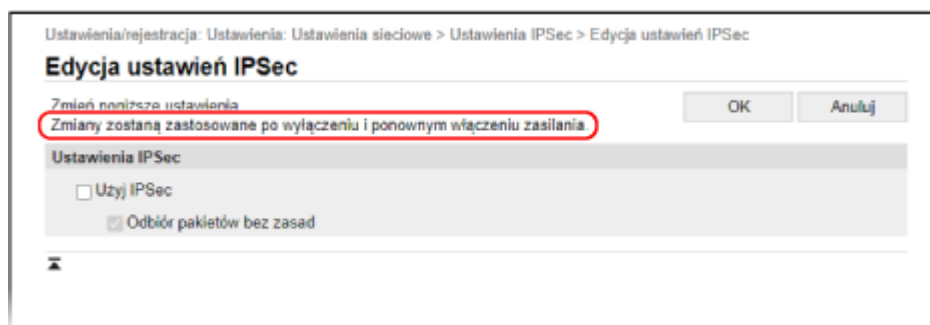 Ustawienia/rejestracja: Ustawienia: Ustawienia sieciowe > Ustawienia IPSec > Edycja ustawień IPSec
Edycja ustawień IPSec
Zmień poniższe ustawienia
OK Anuluj
Zmiany zostaną zastosowane po wyłączeniu i ponownym włączeniu zasilania.
Ustawienia IPSec
Użyj IPSec
Odbiór pakietów bez zasad